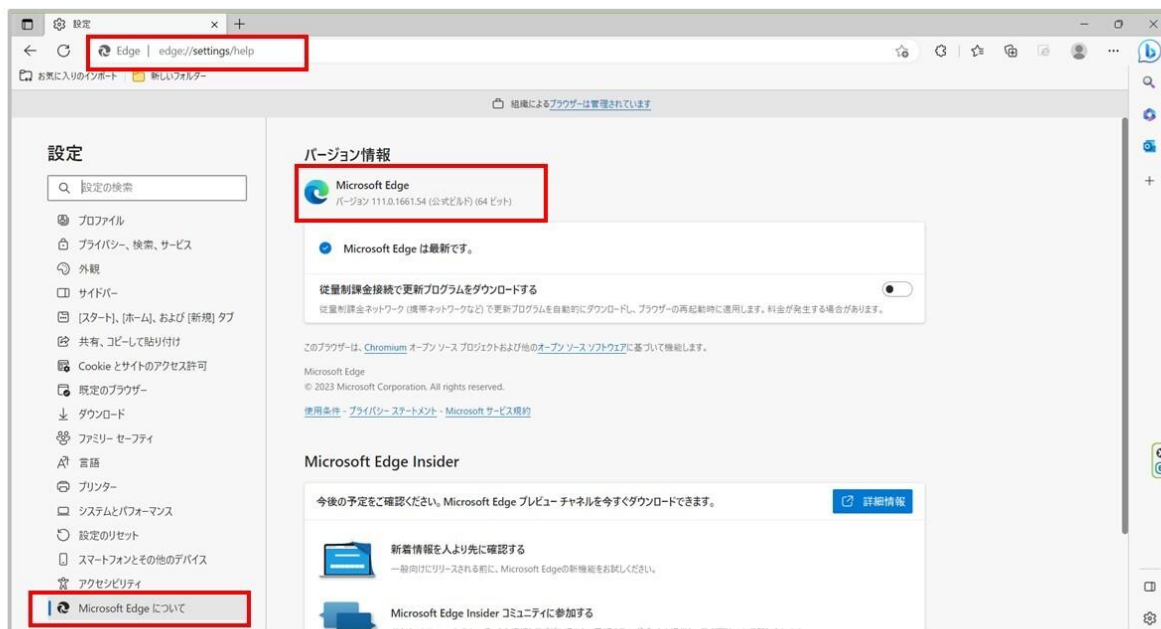 設定
Edge | edge://settings/help
お気に入りのインポート 新しいフォルダー
組織によるブラウザーは管理されています
設定
設定の検索
プロファイル
プライバシー、検索、サービス
外観
サイドバー
[スタート]、[ホーム]、および [新規] タブ
共有、コピーして貼り付け
Cookie とサイトのアクセス許可
既定のブラウザー
ダウンロード
ファミリー セーフティ
言語
プリンター
システムとパフォーマンス
設定のリセット
スマートフォンとその他のデバイス
アクセシビリティ
Microsoft Edge について
バージョン情報
Microsoft Edge
バージョン 111.0.1661.54 (公式ビルド) (64 ビット)
Microsoft Edge は最新です。
従量制課金接続で更新プログラムをダウンロードする
従量制課金ネットワーク (携帯ネットワークなど) で更新プログラムを自動的にダウンロードし、ブラウザーの再起動時に適用します。料金が発生する場合があります。
このブラウザーは、Chromium オープン ソース プロジェクトおよび他のオープン ソース ソフトウェアに基づいて機能します。
Microsoft Edge
© 2023 Microsoft Corporation. All rights reserved.
使用条件 - プライバシー ステートメント - Microsoft サービス規約
Microsoft Edge Insider
今後の予定をご確認ください。Microsoft Edge プレビュー チャネルを今すぐダウンロードできます。
詳細情報
新着情報を人より先に確認する
一般向けにリリースされる前に、Microsoft Edgeの新機能をお試しください。
Microsoft Edge Insider コミュニティに参加する